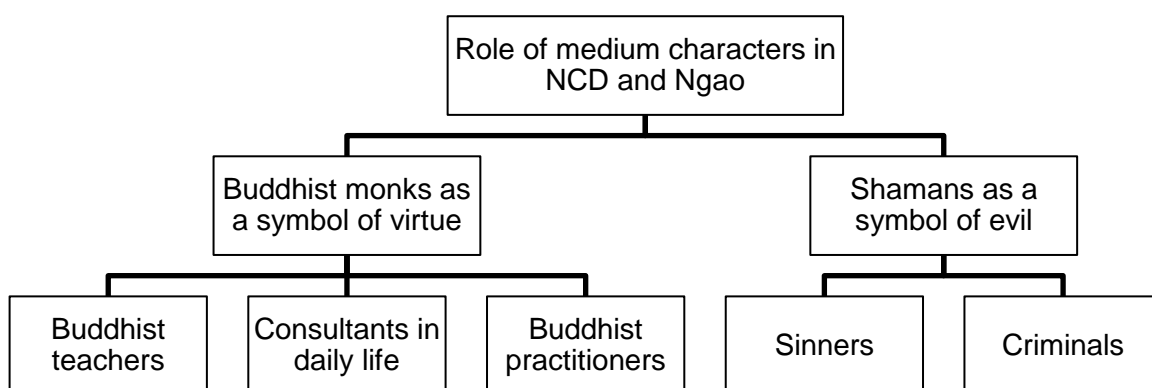 Role of medium characters in
NCD and Ngao
Buddhist monks as
a symbol of virtue
Shamans as a
symbol of evil
Buddhist
teachers
Consultants in
daily life
Buddhist
practitioners
Sinners
Criminals